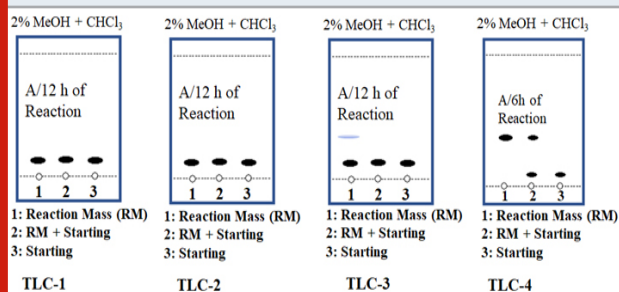 2% MeOH + CHCl₃
A/12 h of
Reaction
1 2 3
1: Reaction Mass (RM)
2: RM + Starting
3: Starting
TLC-1
2% MeOH + CHCl₃
A/12 h of
Reaction
1 2 3
1: Reaction Mass (RM)
2: RM + Starting
3: Starting
TLC-2
2% MeOH + CHCl₃
A/12 h of
Reaction
1 2 3
1: Reaction Mass (RM)
2: RM + Starting
3: Starting
TLC-3
2% MeOH + CHCl₃
A/6h of
Reaction
1 2 3
1: Reaction Mass (RM)
2: RM + Starting
3: Starting
TLC-4